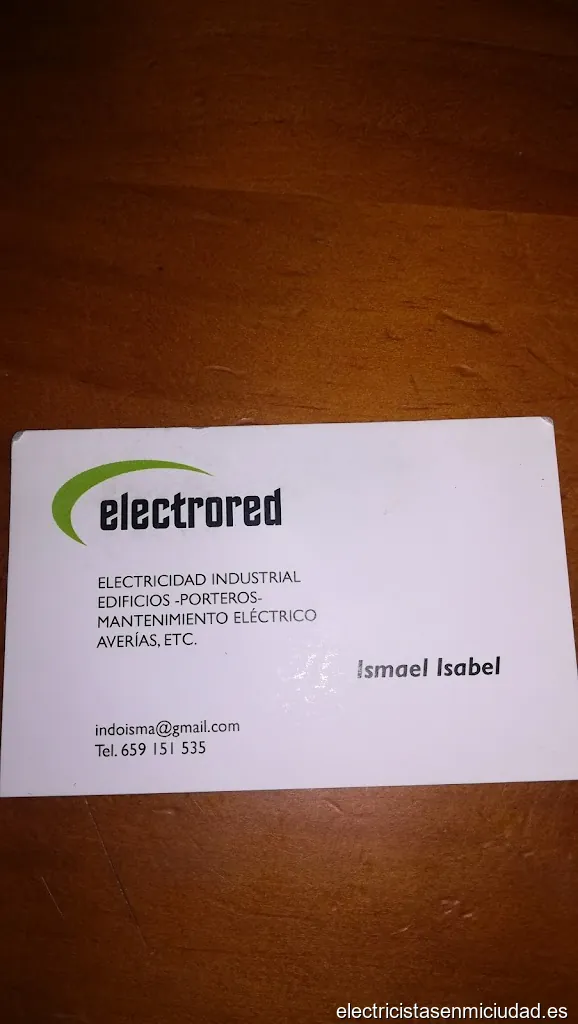 electrored
ELECTRICIDAD INDUSTRIAL
EDIFICIOS -PORTEROS-
MANTENIMIENTO ELÉCTRICO
AVERÍAS, ETC.
Ismael Isabel
indoisma@gmail.com
Tel. 659 151 535
electricistasenmiciudad.es